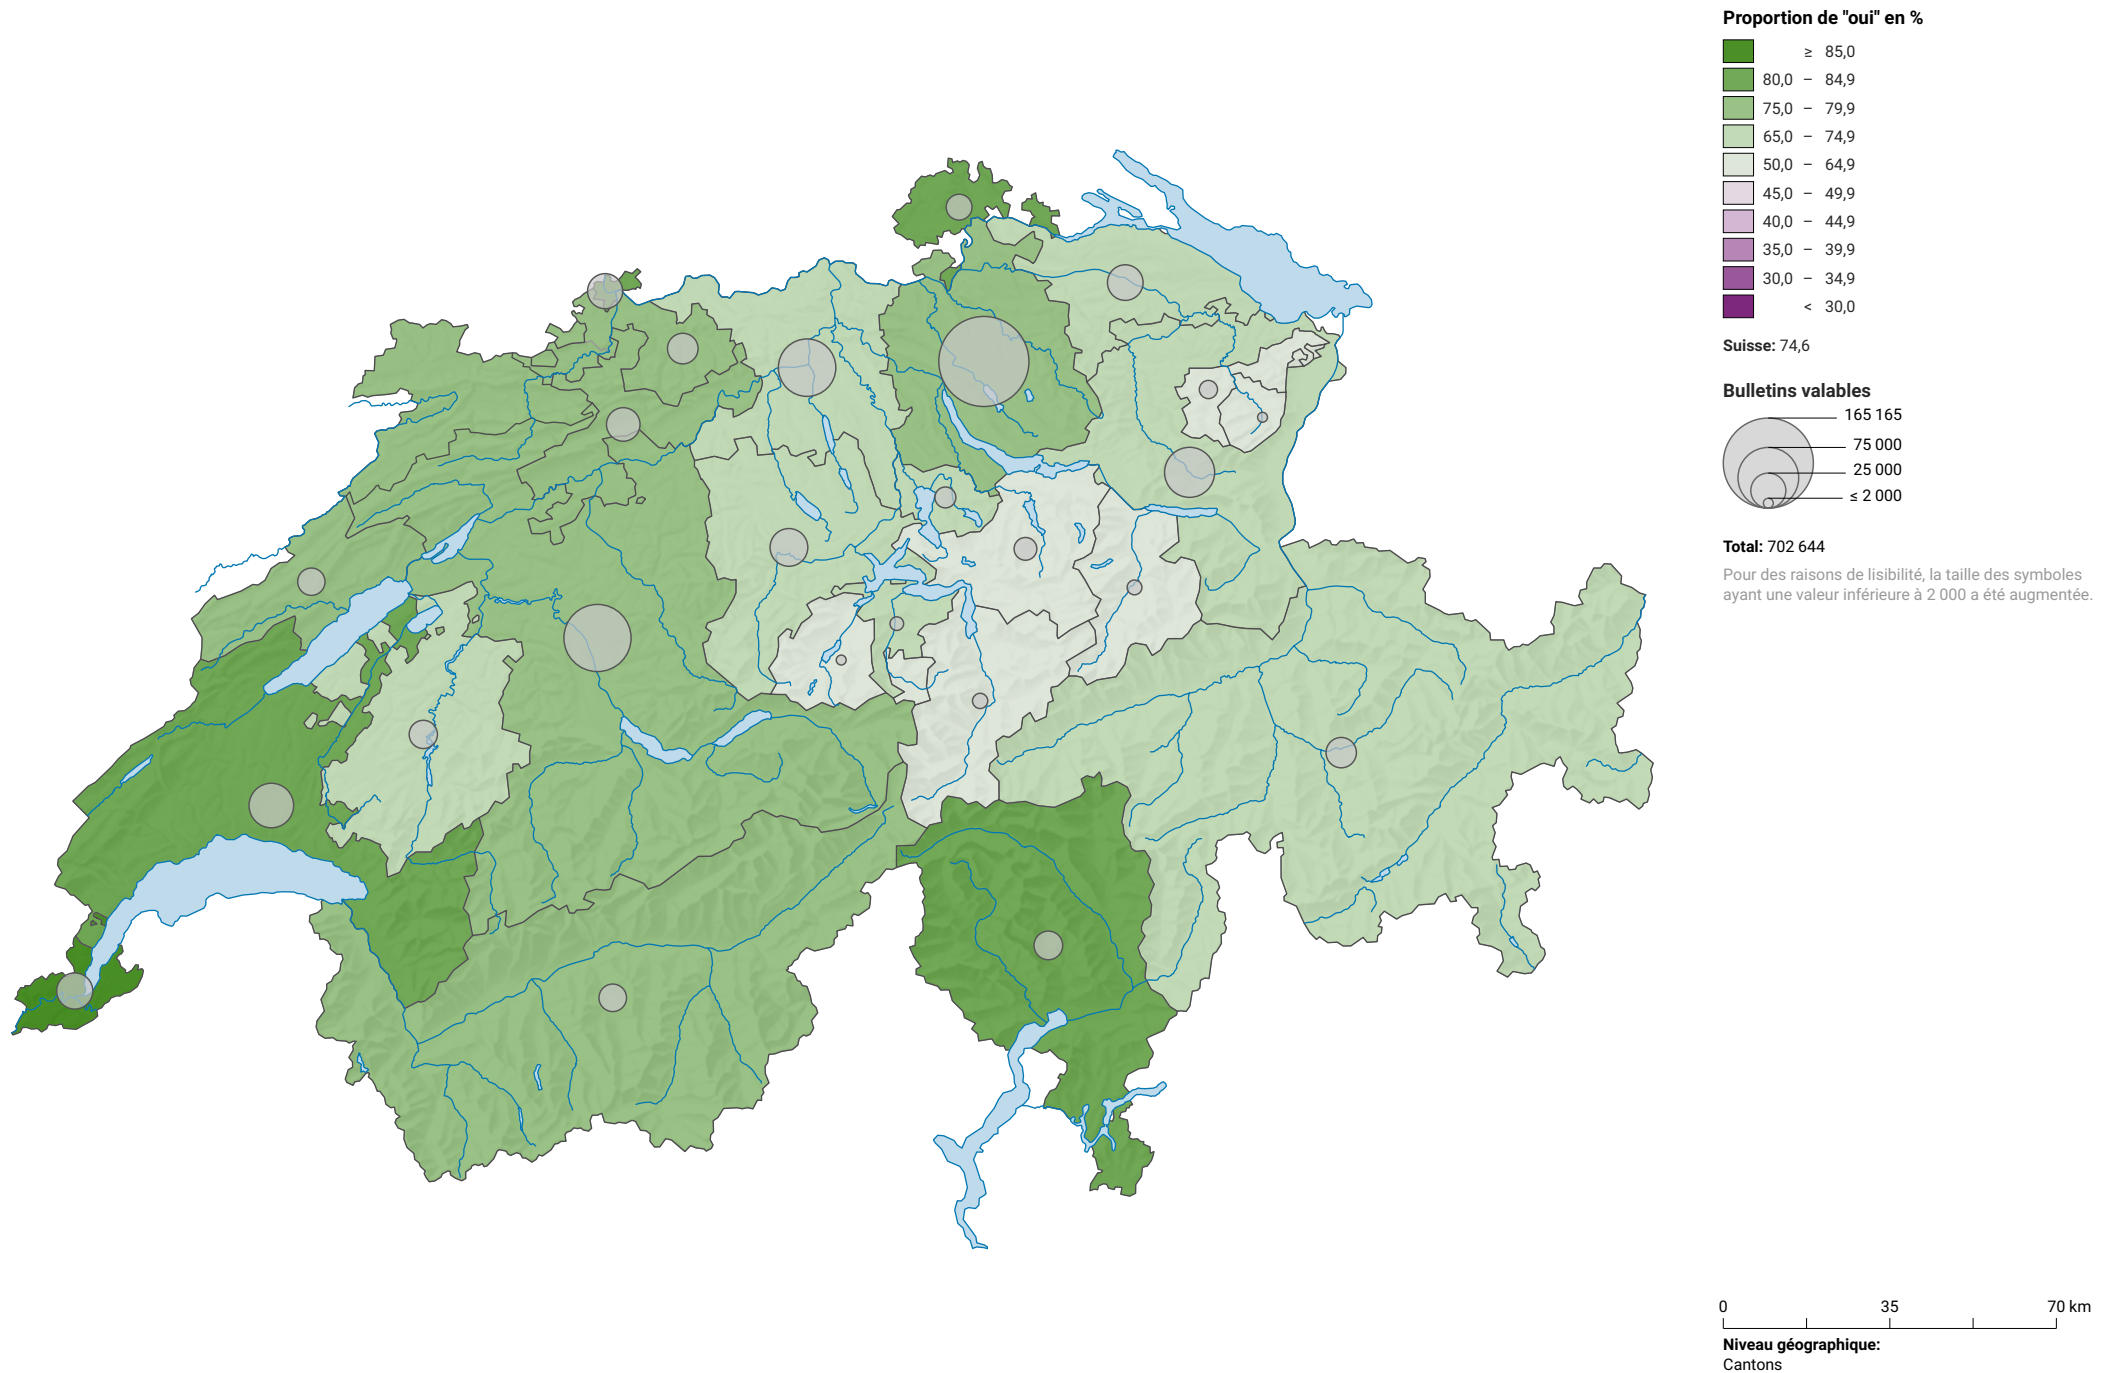 Proportion de "oui" en %
≥ 85,0
80,0 – 84,9
75,0 – 79,9
65,0 – 74,9
50,0 – 64,9
45,0 – 49,9
40,0 – 44,9
35,0 – 39,9
30,0 – 34,9
< 30,0
Suisse: 74,6
Bulletins valables
165 165
75 000
25 000
≤ 2 000
Total: 702 644
Pour des raisons de lisibilité, la taille des symboles
ayant une valeur inférieure à 2 000 a été augmentée.
0 35 70 km
Niveau géographique:
Cantons